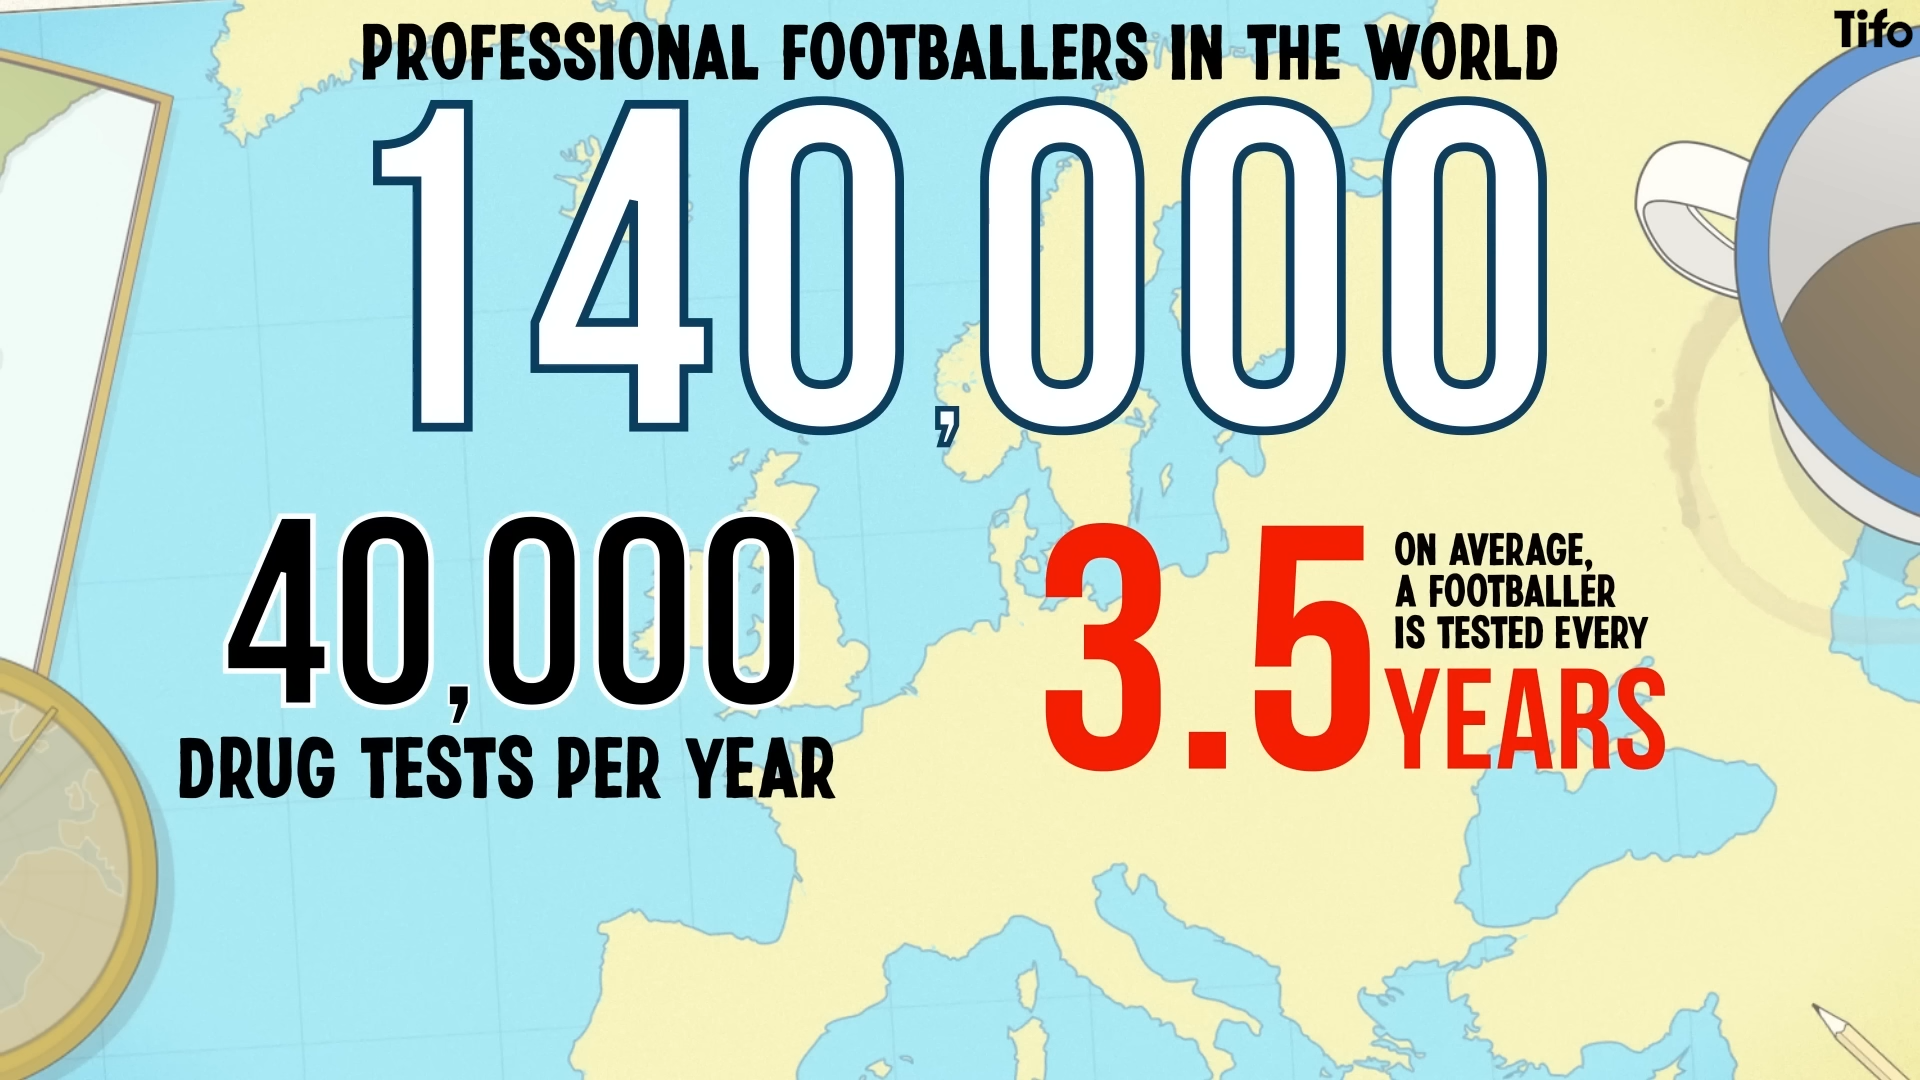 Tifo
PROFESSIONAL FOOTBALLERS IN THE WORLD
140,000
40,000
DRUG TESTS PER YEAR
3.5
ON AVERAGE,
A FOOTBALLER
IS TESTED EVERY
YEARS